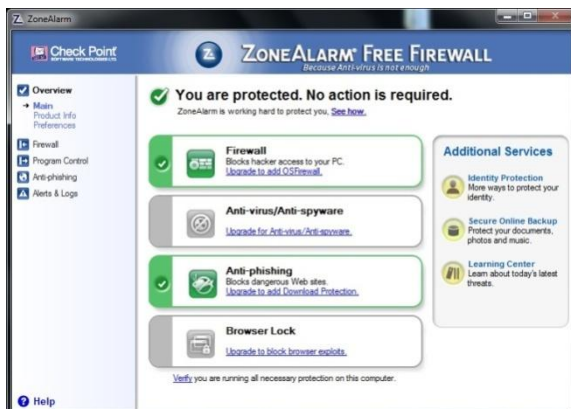 ZoneAlarm
Check Point
SOFTWARE TECHNOLOGIES LTD.
ZONEALARM® FREE FIREWALL
Because Anti-virus is not enough
Overview
Main
Product Info
Preferences
Firewall
Program Control
Anti-phishing
Alerts & Logs
Help
You are protected. No action is required.
ZoneAlarm is working hard to protect you, See how.
Firewall
Blocks hacker access to your PC.
Upgrade to add OSFirewall.
Anti-virus/Anti-spyware
Upgrade for Anti-virus/Anti-spyware.
Anti-phishing
Blocks dangerous Web sites.
Upgrade to add Download Protection.
Browser Lock
Upgrade to block browser exploits.
Verify you are running all necessary protection on this computer.
Additional Services
Identity Protection
More ways to protect your
identity.
Secure Online Backup
Protect your documents,
photos and music.
Learning Center
Learn about today's latest
threats.